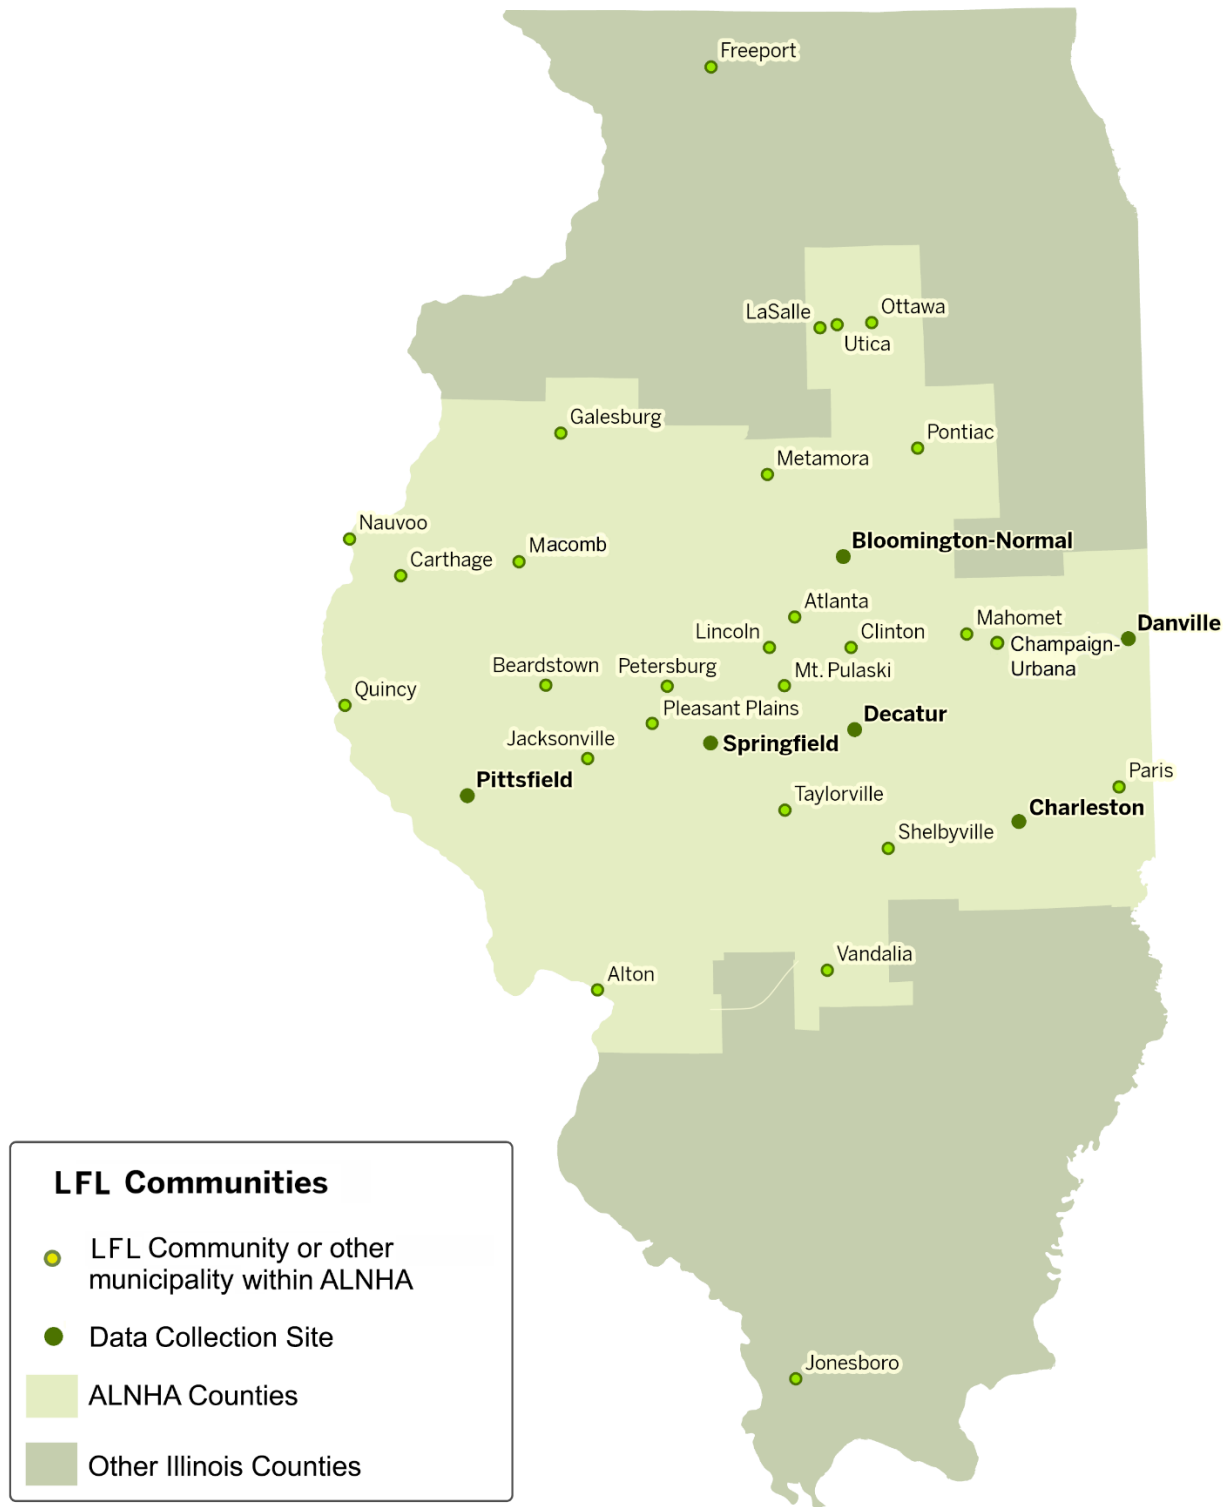 Freeport
LaSalle
Ottawa
Utica
Galesburg
Pontiac
Metamora
Nauvoo
Macomb
Bloomington-Normal
Carthage
Atlanta
Mahomet
Danville
Lincoln
Clinton
Champaign-
Urbana
Beardstown
Petersburg
Mt. Pulaski
Quincy
Pleasant Plains
Decatur
Jacksonville
Springfield
Pittsfield
Paris
Taylorville
Charleston
Shelbyville
Vandalia
Alton
LFL Communities
LFL Community or other
municipality within ALNHA
Data Collection Site
ALNHA Counties
Other Illinois Counties
Jonesboro